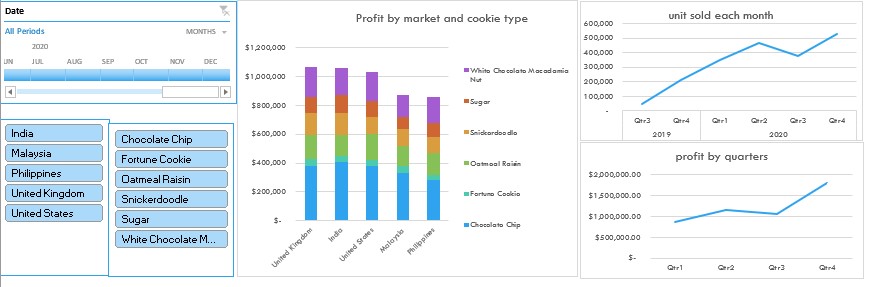 Date
All Periods
MONTHS
2020
UN JUL AUG SEP OCT NOV DEC
India
Malaysia
Philippines
United Kingdom
United States
Chocolate Chip
Fortune Cookie
Oatmeal Raisin
Snickerdoodle
Sugar
White Chocolate M...
Profit by market and cookie type
$1,200,000
$1,000,000
$800,000
$600,000
$400,000
$200,000
$-
United Kingdom
India
United States
Malaysia
Philippines
White Chocolate Macadamia
Nut
Sugar
Snickerdoodle
Oatmeal Raisin
Fortune Cookie
Chocolate Chip
unit sold each month
600,000
500,000
400,000
300,000
200,000
100,000
-
Qtr3 Qtr4 Qtr1 Qtr2 Qtr3 Qtr4
2019 2020
profit by quarters
$2,000,000.00
$1,500,000.00
$1,000,000.00
$500,000.00
$-
Qtr1 Qtr2 Qtr3 Qtr4